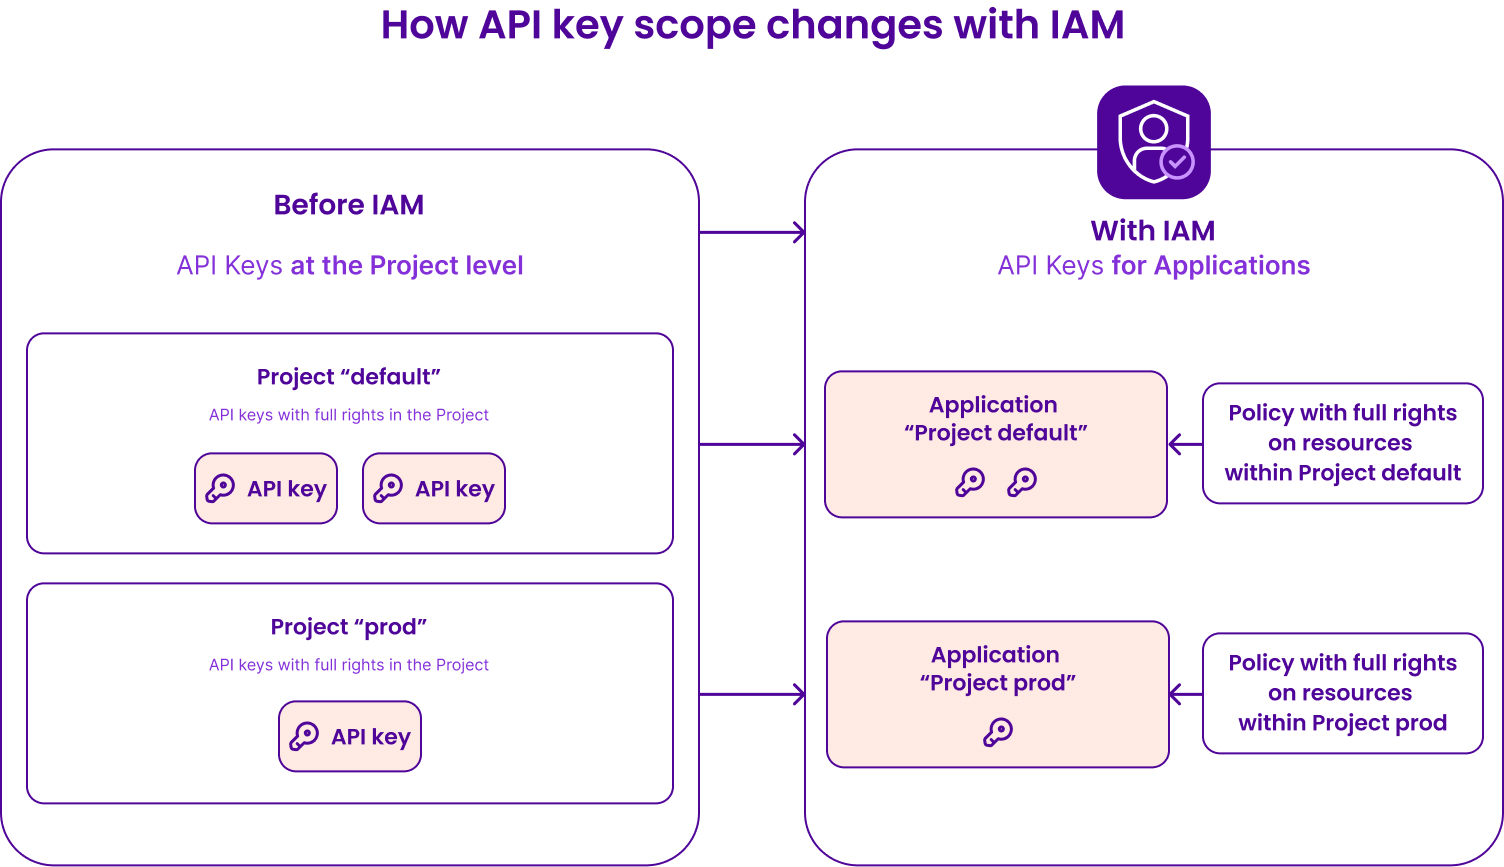 How API key scope changes with IAM
Before IAM
API Keys at the Project level
Project “default”
API keys with full rights in the Project
API key
API key
Project “prod”
API keys with full rights in the Project
API key
With IAM
API Keys for Applications
Application
“Project default”
Policy with full rights
on resources
within Project default
Application
“Project prod”
Policy with full rights
on resources
within Project prod